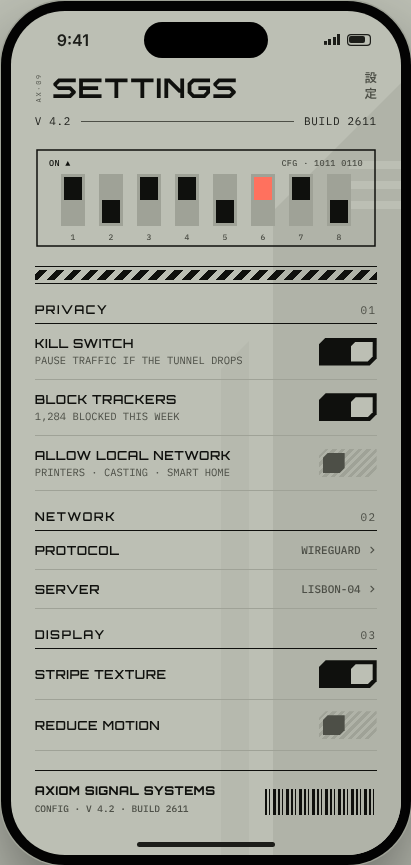 9:41
AX-09
SETTINGS
設定
V 4.2
BUILD 2611
ON ▲
CFG · 1011 0110
1 2 3 4 5 6 7 8
PRIVACY 01
KILL SWITCH
PAUSE TRAFFIC IF THE TUNNEL DROPS
BLOCK TRACKERS
1,284 BLOCKED THIS WEEK
ALLOW LOCAL NETWORK
PRINTERS · CASTING · SMART HOME
NETWORK 02
PROTOCOL WIREGUARD >
SERVER LISBON-04 >
DISPLAY 03
STRIPE TEXTURE
REDUCE MOTION
AXIOM SIGNAL SYSTEMS
CONFIG · V 4.2 · BUILD 2611